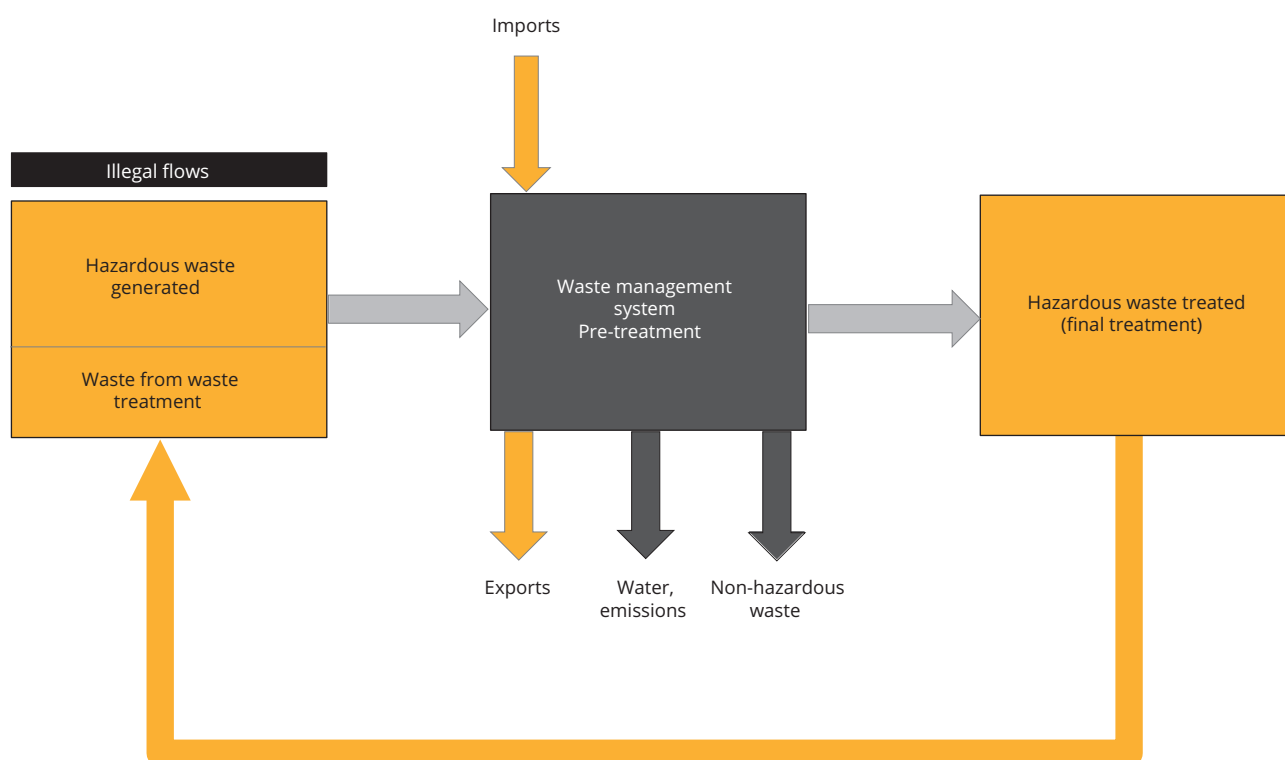 Imports
Illegal flows
Hazardous waste
generated
Waste from waste
treatment
Waste management
system
Pre-treatment
Hazardous waste treated
(final treatment)
Exports
Water,
emissions
Non-hazardous
waste